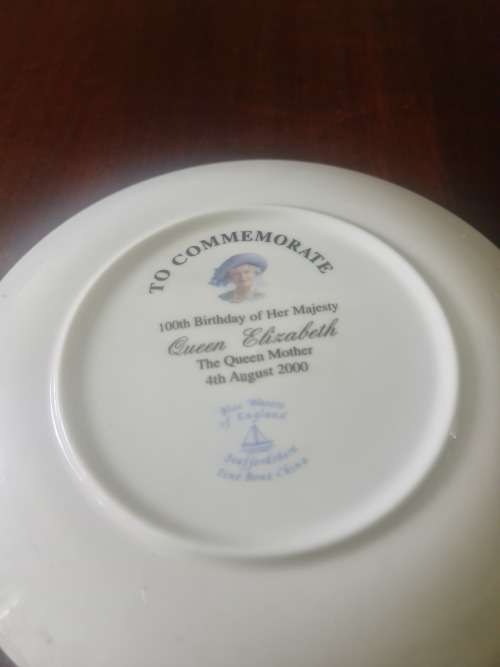 TO COMMEMORATE
100th Birthday of Her Majesty
Queen Elizabeth
The Queen Mother
4th August 2000
Blue Waters
of England
Staffordshire
Fine Bone China